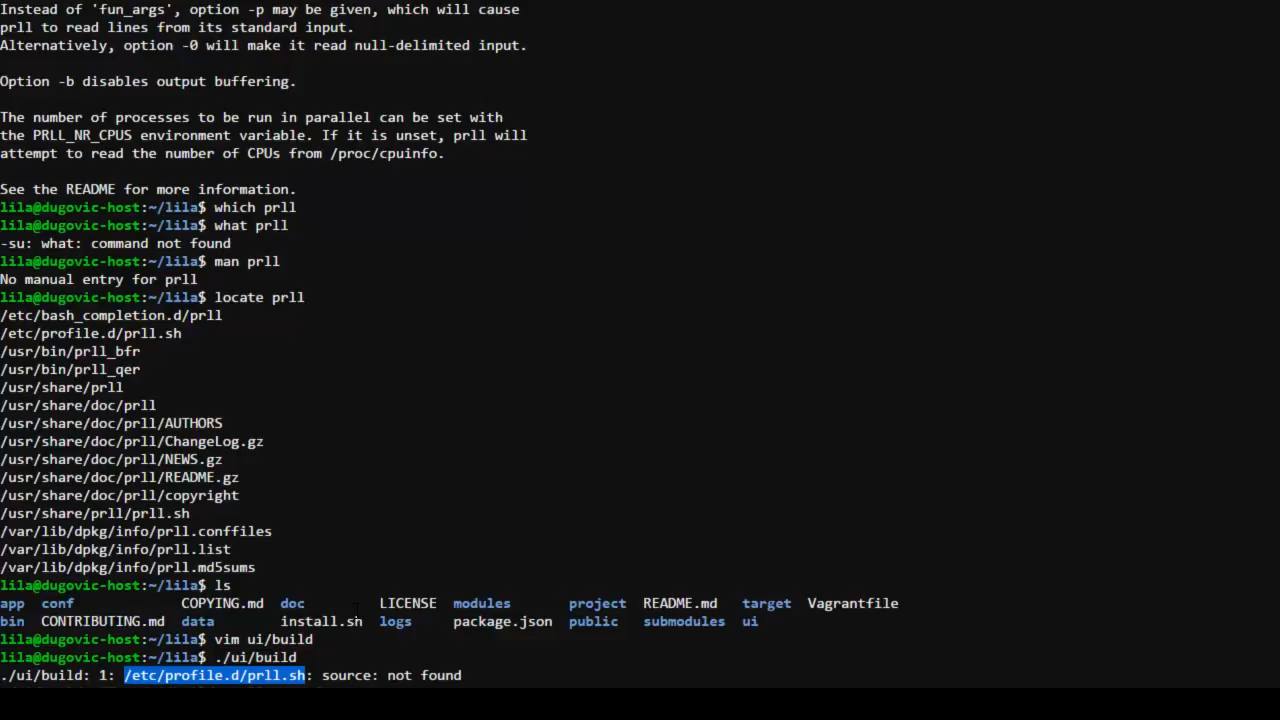 Instead of 'fun_args', option -p may be given, which will cause
prll to read lines from its standard input.
Alternatively, option -0 will make it read null-delimited input.
Option -b disables output buffering.
The number of processes to be run in parallel can be set with
the PRLL_NR_CPUS environment variable. If it is unset, prll will
attempt to read the number of CPUs from /proc/cpuinfo.
See the README for more information.
lila@dugovic-host:~/lila$ which prll
lila@dugovic-host:~/lila$ what prll
-su: what: command not found
lila@dugovic-host:~/lila$ man prll
No manual entry for prll
lila@dugovic-host:~/lila$ locate prll
/etc/bash_completion.d/prll
/etc/profile.d/prll.sh
/usr/bin/prll_bfr
/usr/bin/prll_qer
/usr/share/prll
/usr/share/doc/prll
/usr/share/doc/prll/AUTHORS
/usr/share/doc/prll/ChangeLog.gz
/usr/share/doc/prll/NEWS.gz
/usr/share/doc/prll/README.gz
/usr/share/doc/prll/copyright
/usr/share/prll/prll.sh
/var/lib/dpkg/info/prll.conffiles
/var/lib/dpkg/info/prll.list
/var/lib/dpkg/info/prll.md5sums
lila@dugovic-host:~/lila$ ls
app conf COPYING.md doc LICENSE modules project README.md target Vagrantfile
bin CONTRIBUTING.md data install.sh logs package.json public submodules ui
lila@dugovic-host:~/lila$ vim ui/build
lila@dugovic-host:~/lila$ ./ui/build
./ui/build: 1: /etc/profile.d/prll.sh: source: not found